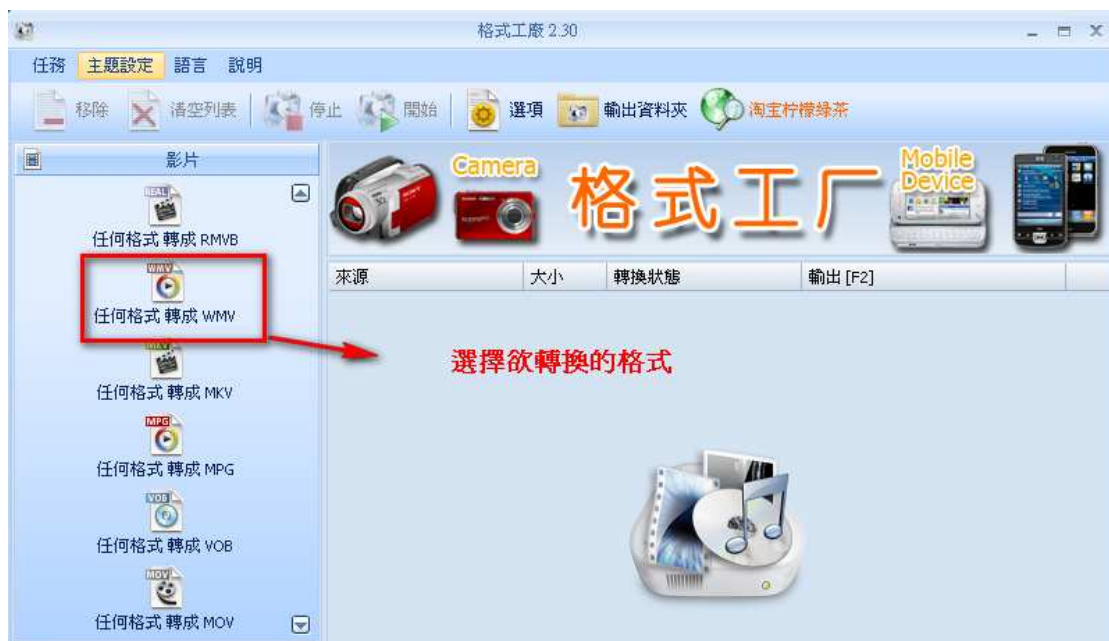 格式工廠 2.30
任務 主題設定 語言 說明
移除 清空列表 停止 開始 選項 輸出資料夾 淘宝柠檬绿茶
影片
REAL
任何格式 轉成 RMVB
WMV
任何格式 轉成 WMV
MKV
任何格式 轉成 MKV
MPG
任何格式 轉成 MPG
VOB
任何格式 轉成 VOB
MOV
任何格式 轉成 MOV
Camera
格式工厂
Mobile
Device
來源 大小 轉換狀態 輸出 [F2]
選擇欲轉換的格式